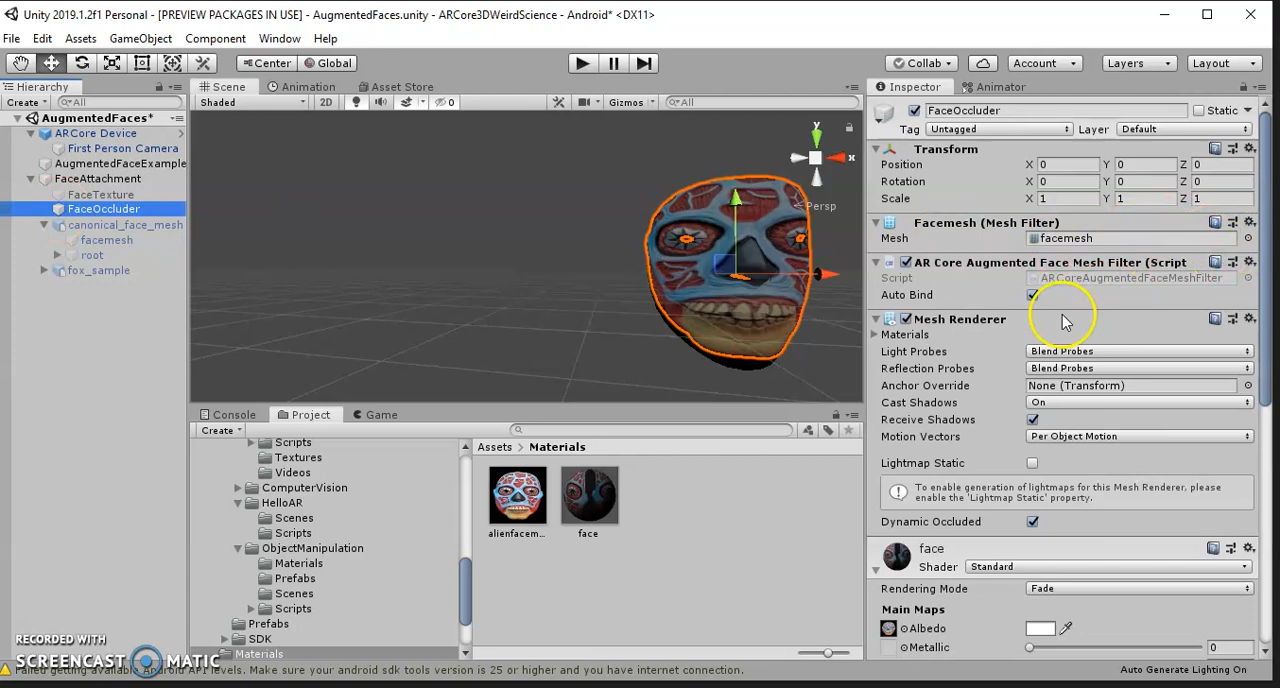 Unity 2019.1.2f1 Personal - [PREVIEW PACKAGES IN USE] - AugmentedFaces.unity - ARCore3DWeirdScience - Android* <DX11>
File Edit Assets GameObject Component Window Help
Center Global Collab Account Layers Layout
Hierarchy
Create All
AugmentedFaces*
ARCore Device
First Person Camera
AugmentedFaceExample
FaceAttachment
FaceTexture
FaceOccluder
canonical_face_mesh
facemesh
root
fox_sample
Scene Animation Asset Store
Shaded 2D 0 Gizmos All
y
x
Persp
Console Project Game
Create
Scripts
Textures
Videos
ComputerVision
HelloAR
Scenes
Scripts
ObjectManipulation
Materials
Prefabs
Scenes
Scripts
Prefabs
SDK
Materials
Assets Materials
alienfacem...
face
Inspector Animator
FaceOccluder Static
Tag Untagged Layer Default
Transform
Position X 0 Y 0 Z 0
Rotation X 0 Y 0 Z 0
Scale X 1 Y 1 Z 1
Facemesh (Mesh Filter)
Mesh facemesh
AR Core Augmented Face Mesh Filter (Script
Script ARCoreAugmentedFaceMeshFilter
Auto Bind
Mesh Renderer
Materials
Light Probes Blend Probes
Reflection Probes Blend Probes
Anchor Override None (Transform)
Cast Shadows On
Receive Shadows
Motion Vectors Per Object Motion
Lightmap Static
To enable generation of lightmaps for this Mesh Renderer, please
enable the 'Lightmap Static' property.
Dynamic Occluded
face
Shader Standard
Rendering Mode Fade
Main Maps
Albedo
Metallic 0
RECORDED WITH
SCREENCAST MATIC
Failed getting available Android API levels. Make sure your android sdk tools version is 25 or higher and you have internet connection.
Auto Generate Lighting On